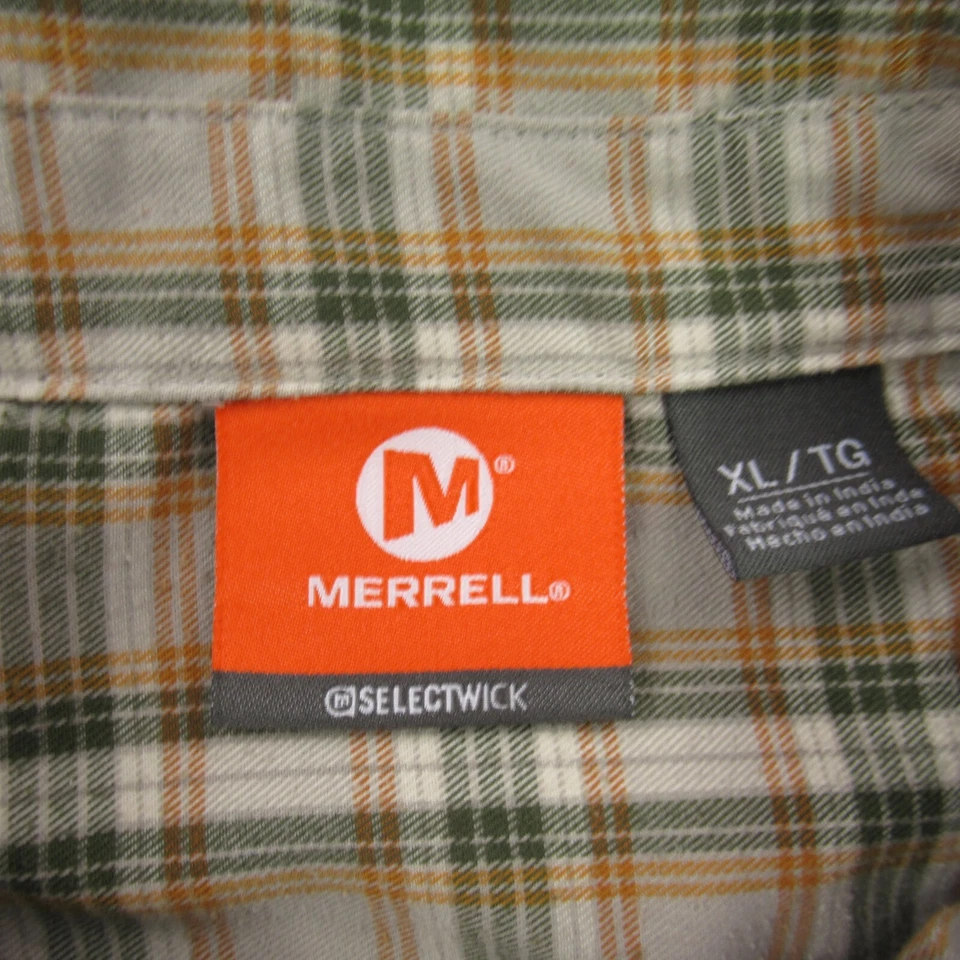 M®
MERRELL®
m SELECTWICK
XL / TG
Made in India
Fabriqué en Inde
Hecho en India